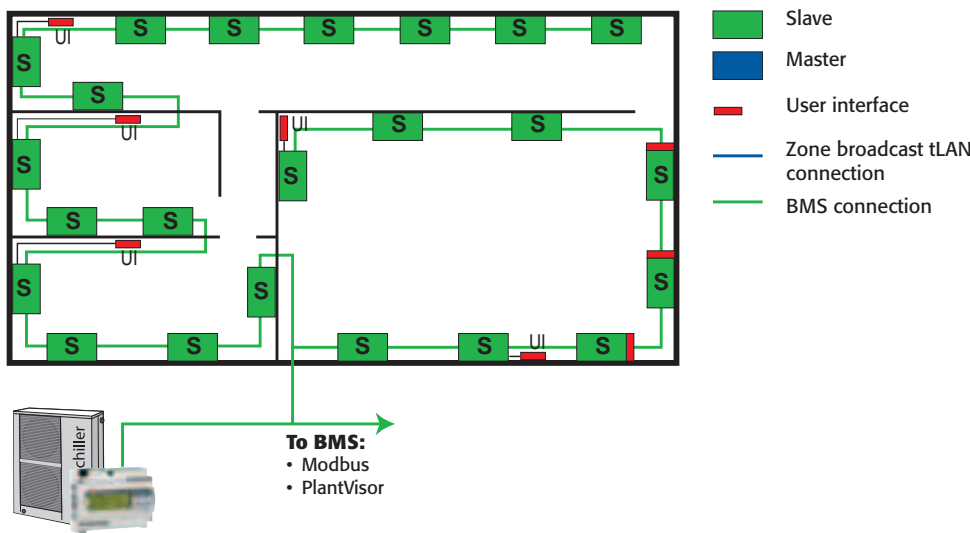 UI
S S S S S S
S
S
UI
S
S S
UI
S
S S
S
UI
S S
S
S
S
S S UI S
Slave
Master
User interface
Zone broadcast tLAN
connection
BMS connection
chiller
To BMS:
• Modbus
• PlantVisor